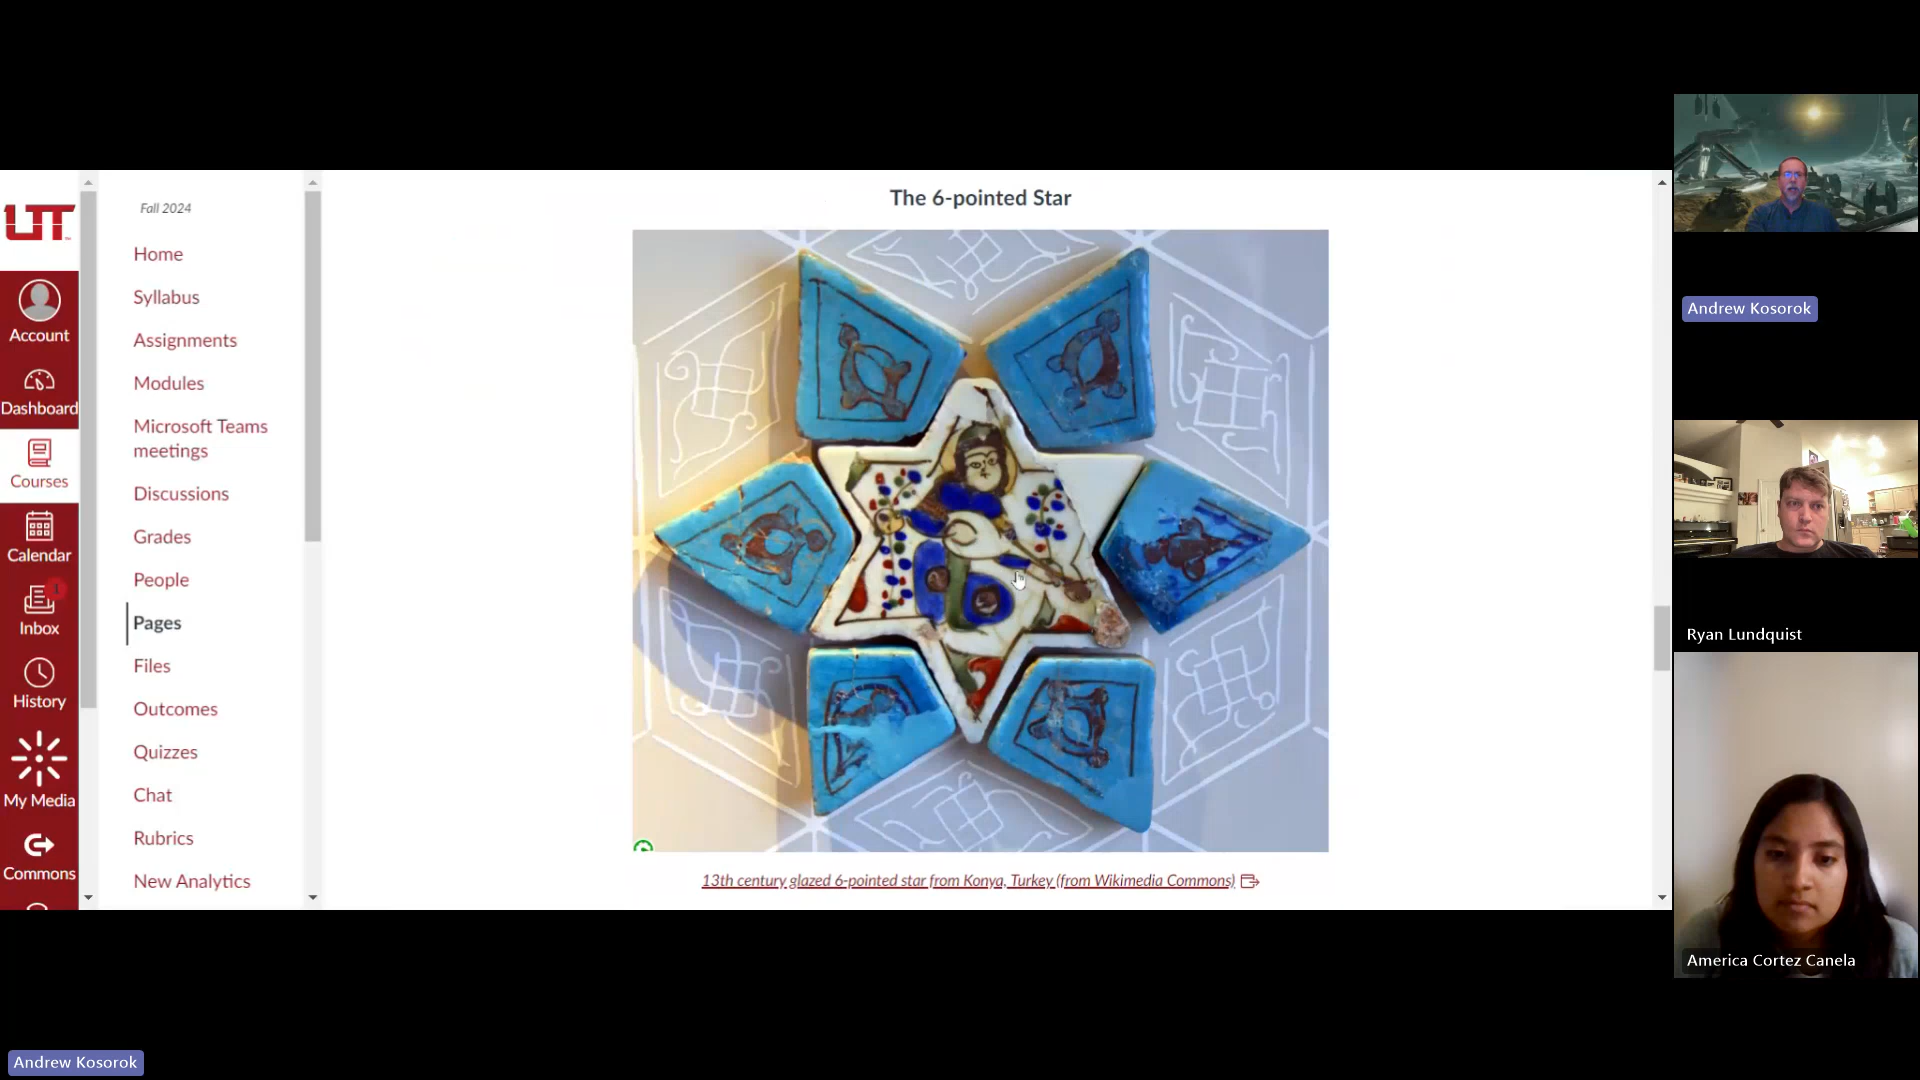 UT
Account
Dashboard
Courses
Calendar
1
Inbox
History
My Media
Commons
Fall 2024
Home
Syllabus
Assignments
Modules
Microsoft Teams
meetings
Discussions
Grades
People
Pages
Files
Outcomes
Quizzes
Chat
Rubrics
New Analytics
The 6-pointed Star
13th century glazed 6-pointed star from Konya, Turkey (from Wikimedia Commons)
Andrew Kosorok
Ryan Lundquist
America Cortez Canela
Andrew Kosorok